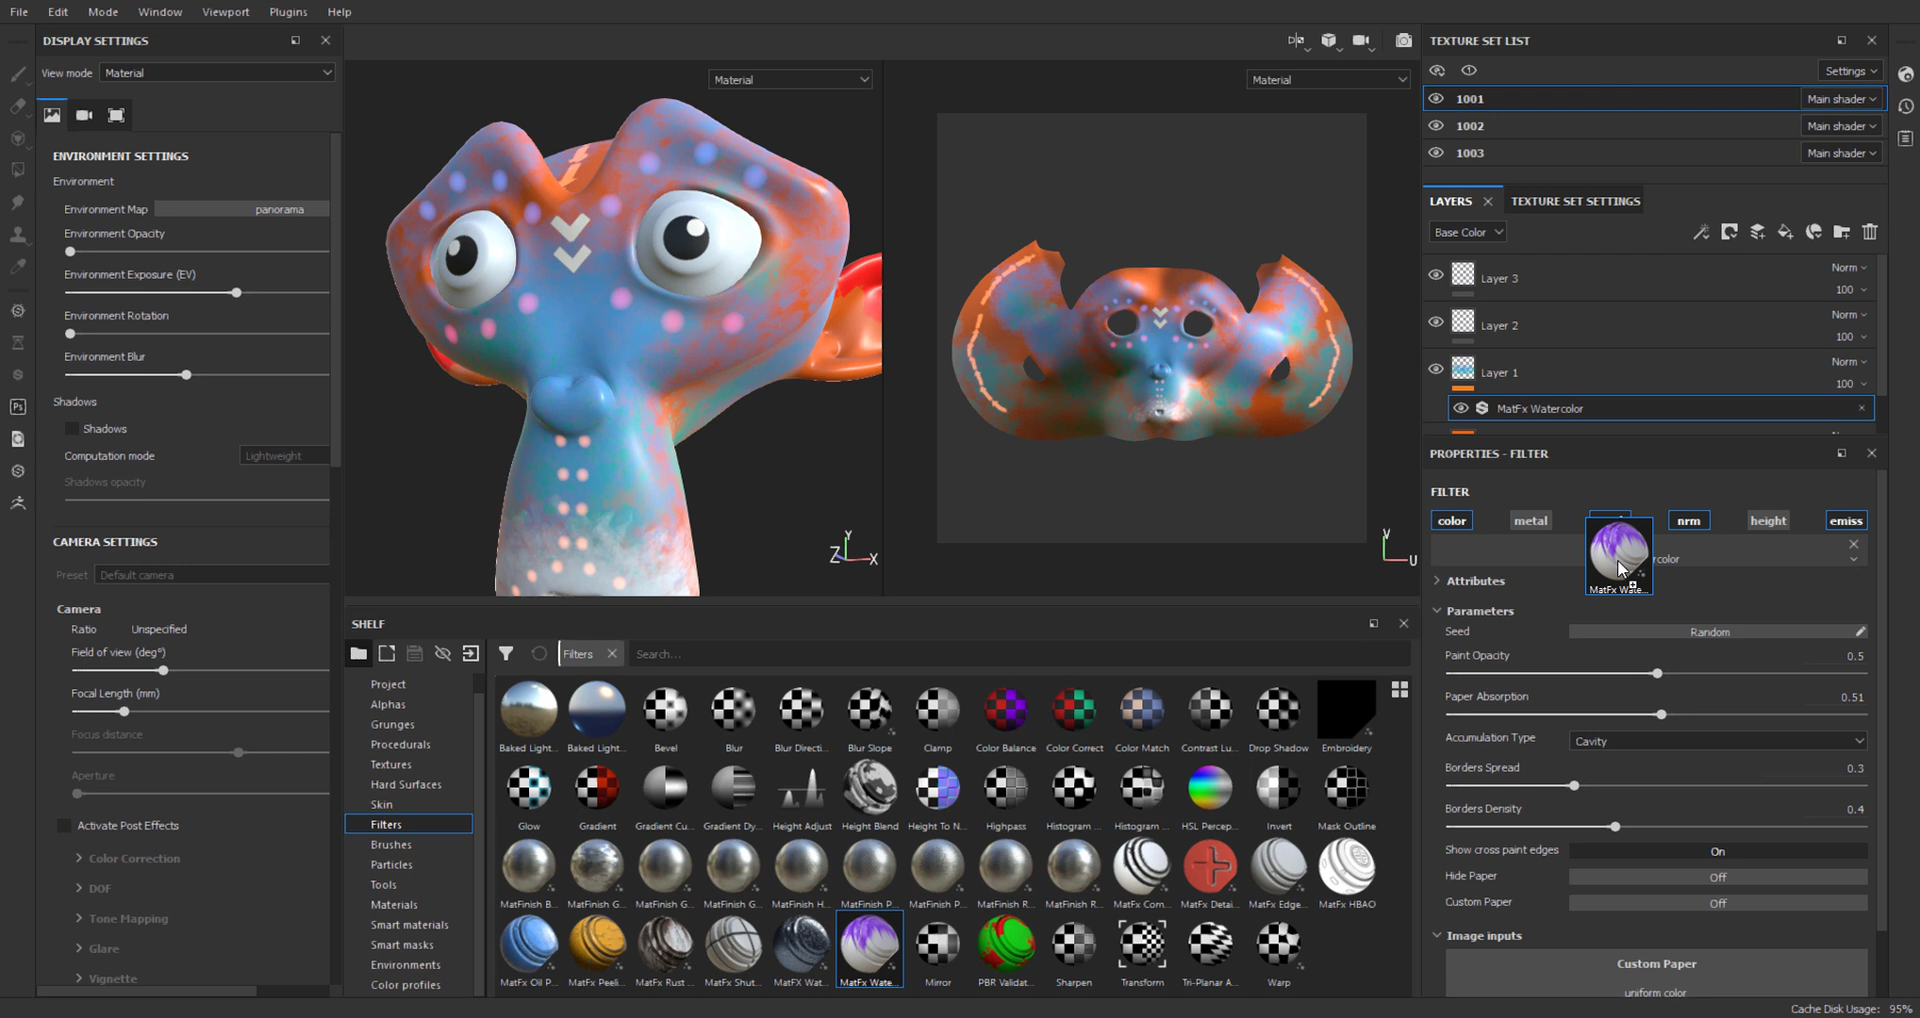 File Edit Mode Window Viewport Plugins Help
DISPLAY SETTINGS
View mode Material
ENVIRONMENT SETTINGS
Environment
Environment Map panorama
Environment Opacity
Environment Exposure (EV)
Environment Rotation
Environment Blur
Shadows
Shadows
Computation mode Lightweight
Shadows opacity
CAMERA SETTINGS
Preset Default camera
Camera
Ratio Unspecified
Field of view (deg°)
Focal Length (mm)
Focus distance
Aperture
Activate Post Effects
Color Correction
DOF
Tone Mapping
Glare
Vignette
Material
Y
Z X
Material
V
U
SHELF
Filters
Search...
Project
Alphas
Grunges
Procedurals
Textures
Hard Surfaces
Skin
Filters
Brushes
Particles
Tools
Materials
Smart materials
Smart masks
Environments
Color profiles
Baked Light... Baked Light... Bevel Blur Blur Directi... Blur Slope Clamp Color Balance Color Correct Color Match Contrast Lu... Drop Shadow Embroidery
Glow Gradient Gradient Cu... Gradient Dy... Height Adjust Height Blend Height To N... Highpass Histogram ... Histogram ... HSL Percep... Invert Mask Outline
MatFinish B... MatFinish G... MatFinish G... MatFinish G... MatFinish H... MatFinish P... MatFinish P... MatFinish R... MatFinish R... MatFx Corn... MatFx Detai... MatFx Edge... MatFx HBAO
MatFx Oil P... MatFx Peeli... MatFx Rust ... MatFx Shut... MatFX Wat... MatFx Wate... Mirror PBR Validat... Sharpen Transform Tri-Planar A... Warp
TEXTURE SET LIST
Settings
1001 Main shader
1002 Main shader
1003 Main shader
LAYERS TEXTURE SET SETTINGS
Base Color
Layer 3 Norm
100
Layer 2 Norm
100
Layer 1 Norm
100
MatFx Watercolor
PROPERTIES - FILTER
FILTER
color metal nrm height emiss
rcolor
MatFx Wate...
Attributes
Parameters
Seed Random
Paint Opacity 0.5
Paper Absorption 0.51
Accumulation Type Cavity
Borders Spread 0.3
Borders Density 0.4
Show cross paint edges On
Hide Paper Off
Custom Paper Off
Image inputs
Custom Paper
uniform color
Ps
Cache Disk Usage: 95%